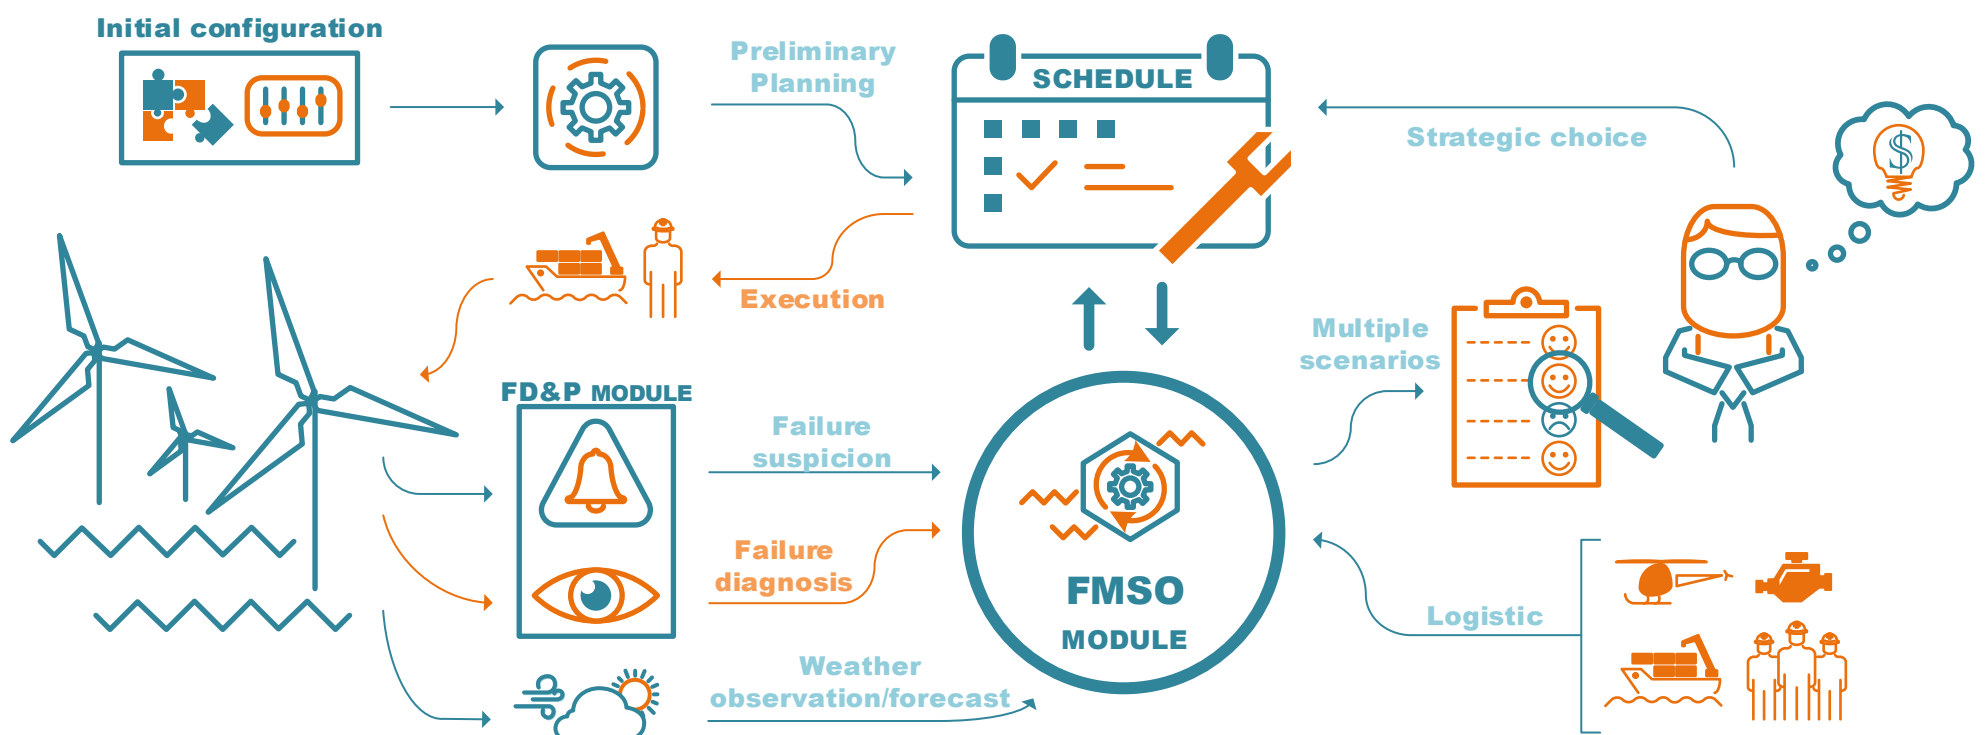 Initial configuration
Preliminary
Planning
SCHEDULE
Strategic choice
$
Execution
Multiple
scenarios
FD&P MODULE
Failure
suspicion
Failure
diagnosis
FMSO
MODULE
Logistic
Weather
observation/forecast